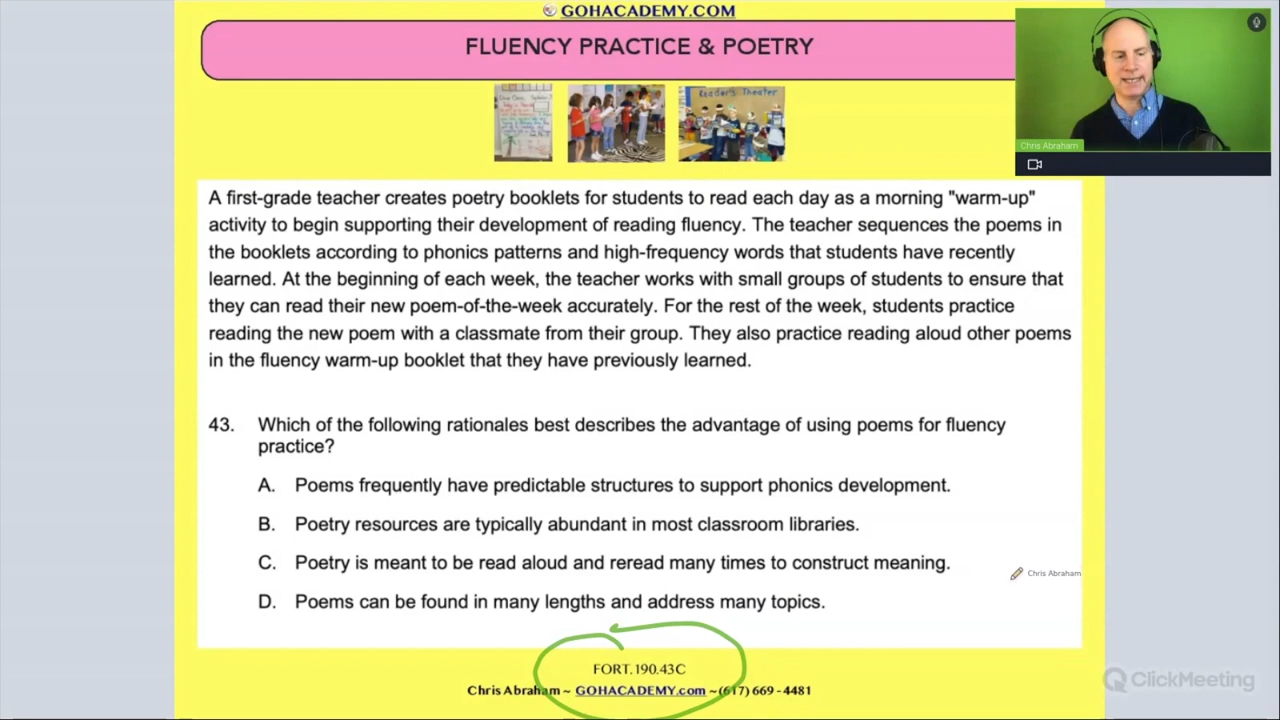 GOHACADEMY.COM
FLUENCY PRACTICE & POETRY
Reader's Theater
Chris Abraham
A first-grade teacher creates poetry booklets for students to read each day as a morning "warm-up"
activity to begin supporting their development of reading fluency. The teacher sequences the poems in
the booklets according to phonics patterns and high-frequency words that students have recently
learned. At the beginning of each week, the teacher works with small groups of students to ensure that
they can read their new poem-of-the-week accurately. For the rest of the week, students practice
reading the new poem with a classmate from their group. They also practice reading aloud other poems
in the fluency warm-up booklet that they have previously learned.
43. Which of the following rationales best describes the advantage of using poems for fluency
practice?
A. Poems frequently have predictable structures to support phonics development.
B. Poetry resources are typically abundant in most classroom libraries.
C. Poetry is meant to be read aloud and reread many times to construct meaning.
Chris Abraham
D. Poems can be found in many lengths and address many topics.
FORT.190.43C
Chris Abraham ~ GOHACADEMY.com ~(617) 669 - 4481
ClickMeeting